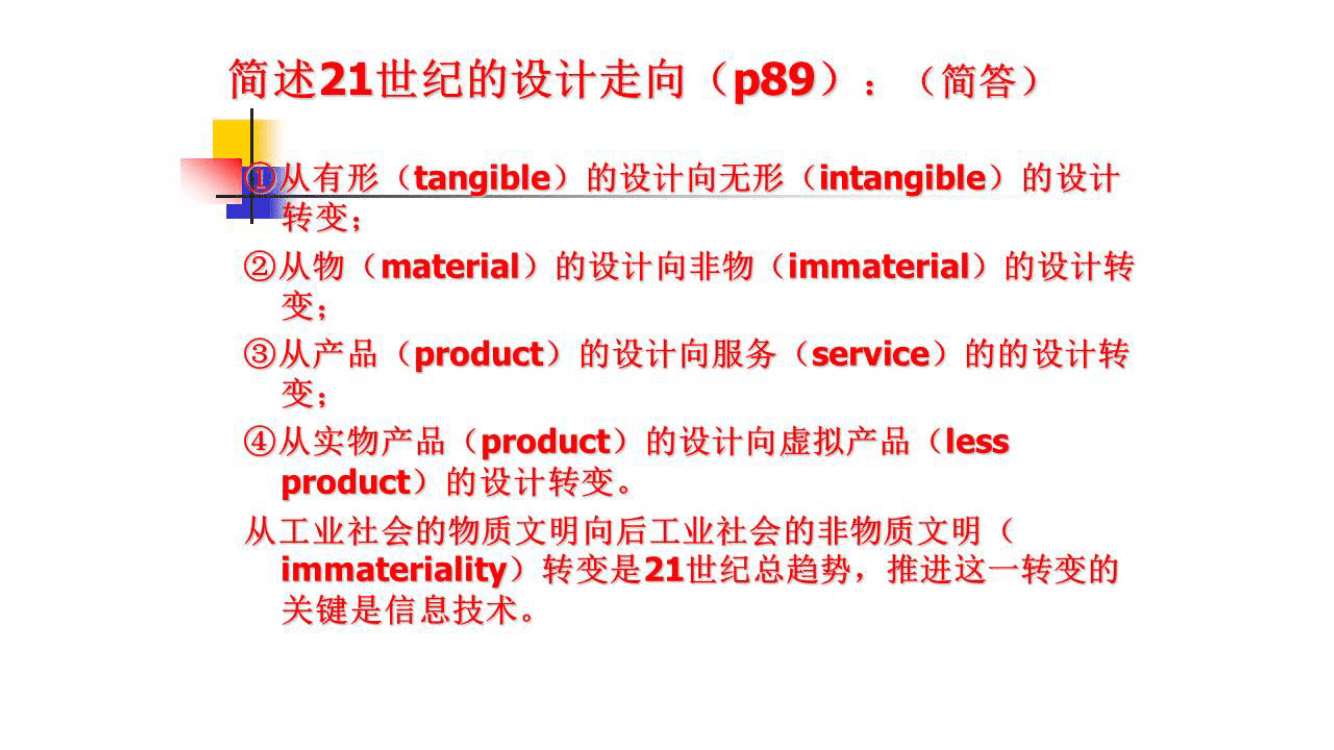 简述21世纪的设计走向（p89）：（简答）
①从有形（tangible）的设计向无形（intangible）的设计
转变；
②从物（material）的设计向非物（immaterial）的设计转
变；
③从产品（product）的设计向服务（service）的的设计转
变；
④从实物产品（product）的设计向虚拟产品（less
product）的设计转变。
从工业社会的物质文明向后工业社会的非物质文明（
immateriality）转变是21世纪总趋势，推进这一转变的
关键是信息技术。